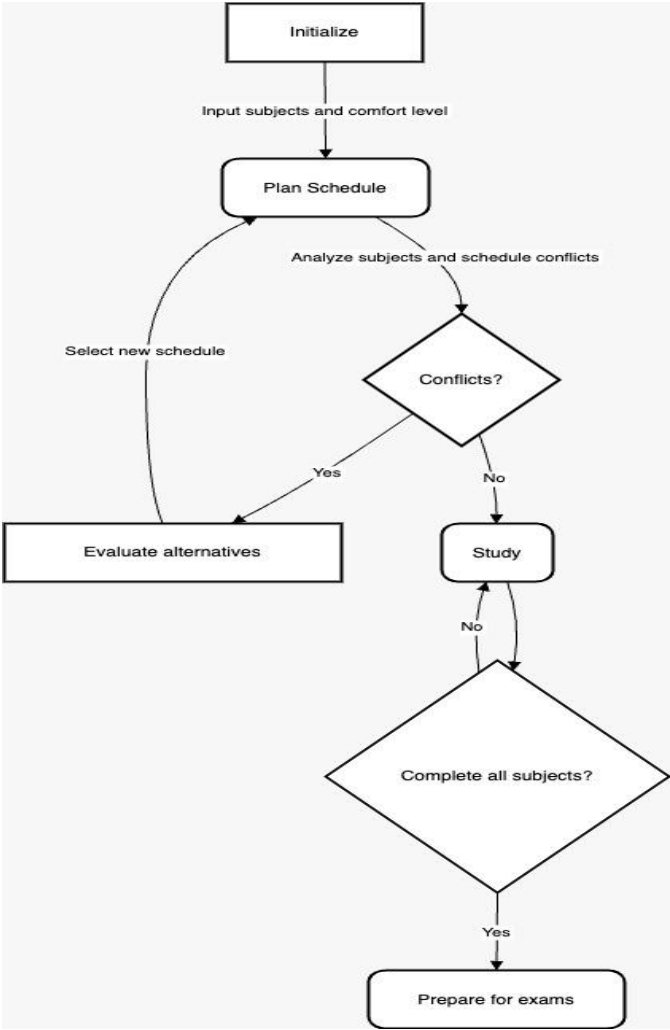 Initialize
Input subjects and comfort level
Plan Schedule
Analyze subjects and schedule conflicts
Select new schedule
Conflicts?
Yes
No
Evaluate alternatives
Study
No
Complete all subjects?
Yes
Prepare for exams